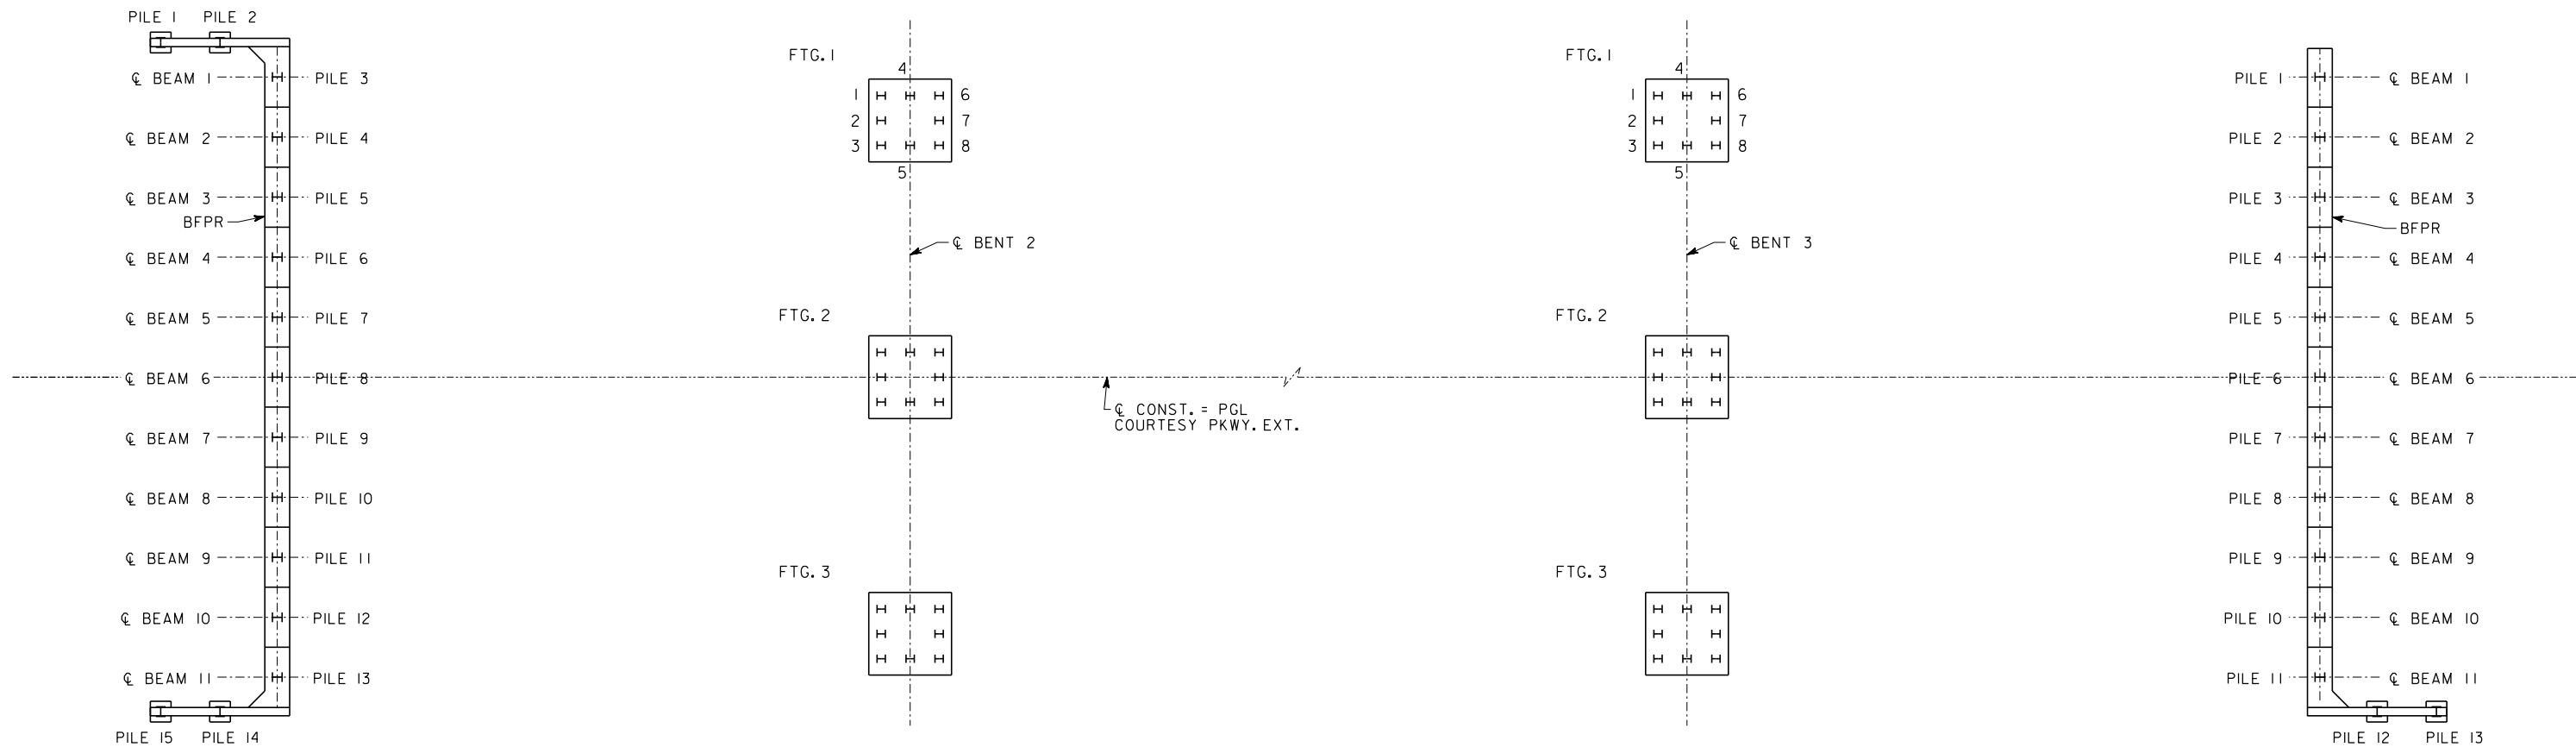 PILE 1 PILE 2
℄ BEAM 1 PILE 3
℄ BEAM 2 PILE 4
℄ BEAM 3 PILE 5
BFPR
℄ BEAM 4 PILE 6
℄ BEAM 5 PILE 7
℄ BEAM 6 PILE 8
℄ BEAM 7 PILE 9
℄ BEAM 8 PILE 10
℄ BEAM 9 PILE 11
℄ BEAM 10 PILE 12
℄ BEAM 11 PILE 13
PILE 15 PILE 14
FTG. 1
4
1 6
2 7
3 8
5
℄ BENT 2
FTG. 2
FTG. 3
℄ CONST. = PGL
COURTESY PKWY. EXT.
FTG. 1
4
1 6
2 7
3 8
5
℄ BENT 3
FTG. 2
FTG. 3
PILE 1 ℄ BEAM 1
PILE 2 ℄ BEAM 2
PILE 3 ℄ BEAM 3
BFPR
PILE 4 ℄ BEAM 4
PILE 5 ℄ BEAM 5
PILE 6 ℄ BEAM 6
PILE 7 ℄ BEAM 7
PILE 8 ℄ BEAM 8
PILE 9 ℄ BEAM 9
PILE 10 ℄ BEAM 10
PILE 11 ℄ BEAM 11
PILE 12 PILE 13